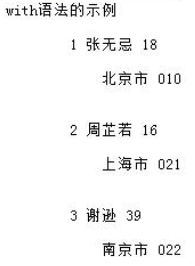 with语法的示例
1 张无忌 18
北京市 010
2 周芷若 16
上海市 021
3 谢逊 39
南京市 022